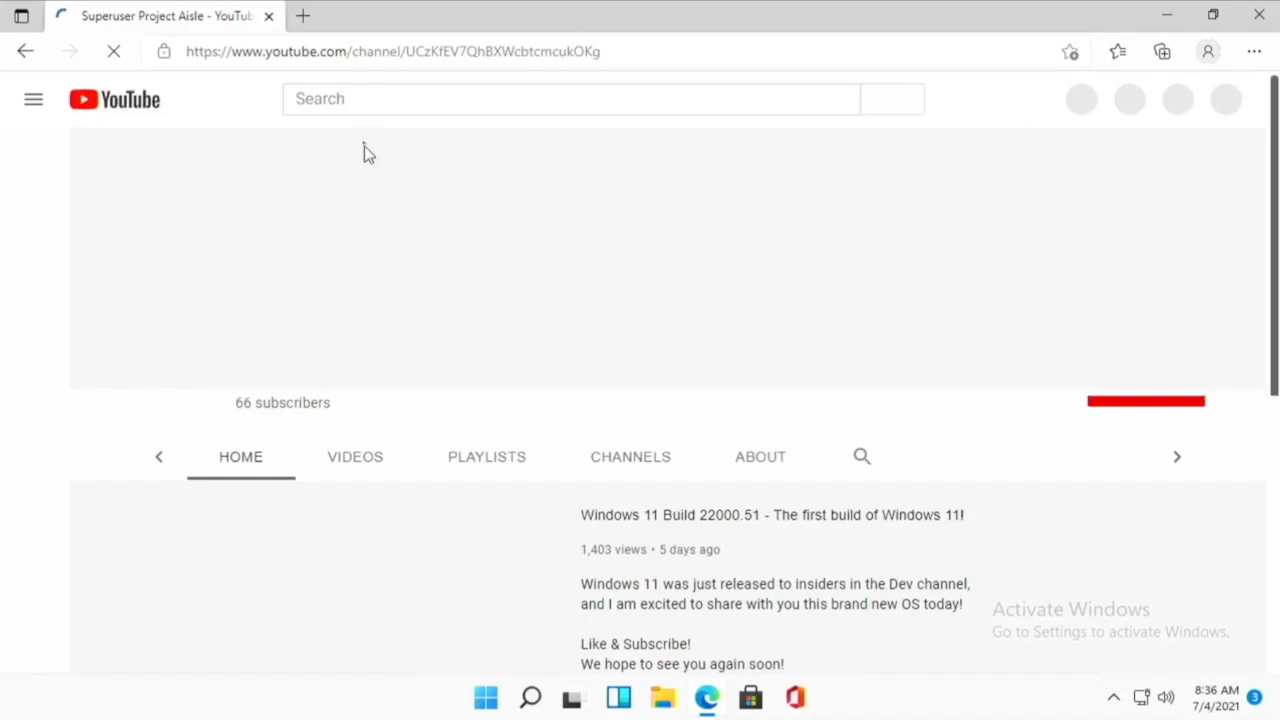 Superuser Project Aisle - YouTub
https://www.youtube.com/channel/UCzKfEV7QhBXWcbtcmcukOKg
YouTube
Search
66 subscribers
HOME
VIDEOS
PLAYLISTS
CHANNELS
ABOUT
Windows 11 Build 22000.51 - The first build of Windows 11!
1,403 views • 5 days ago
Windows 11 was just released to insiders in the Dev channel,
and I am excited to share with you this brand new OS today!
Like & Subscribe!
We hope to see you again soon!
Activate Windows
Go to Settings to activate Windows.
8:36 AM
7/4/2021
3